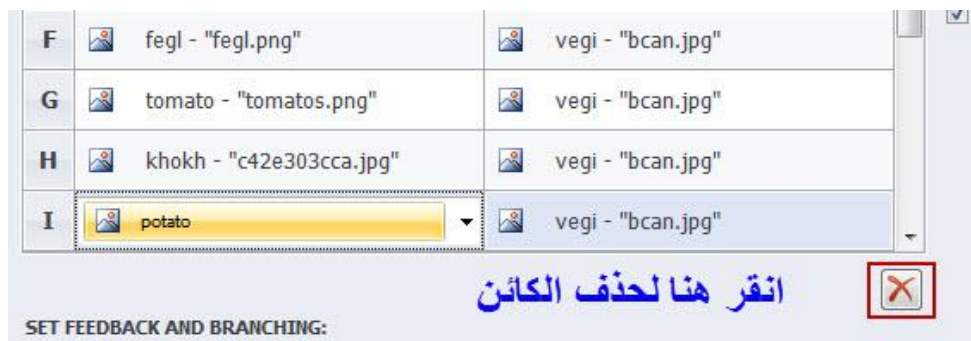 F fegl - "fegl.png" vegi - "bcan.jpg"
G tomato - "tomatos.png" vegi - "bcan.jpg"
H khokh - "c42e303cca.jpg" vegi - "bcan.jpg"
I potato vegi - "bcan.jpg"
انقر هنا لحذف الكائن
SET FEEDBACK AND BRANCHING: